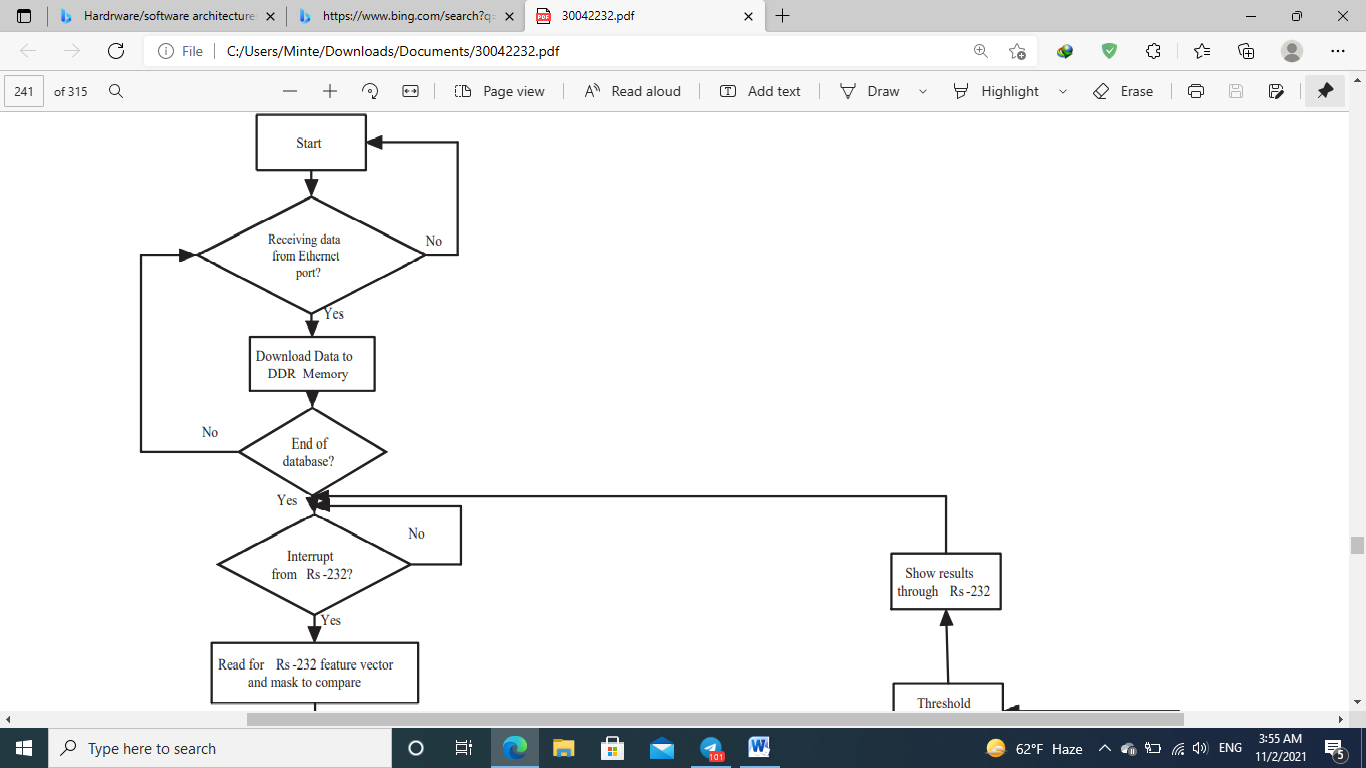 Hardrware/software architecture
https://www.bing.com/search?q=
30042232.pdf
File
C:/Users/Minte/Downloads/Documents/30042232.pdf
241
of 315
Page view
Read aloud
Add text
Draw
Highlight
Erase
Start
Receiving data
from Ethernet
port?
No
Yes
Download Data to
DDR Memory
No
End of
database?
Yes
No
Interrupt
from Rs -232?
Show results
through Rs -232
Yes
Read for Rs -232 feature vector
and mask to compare
Threshold
Type here to search
101
62°F Haze
ENG
3:55 AM
11/2/2021
5